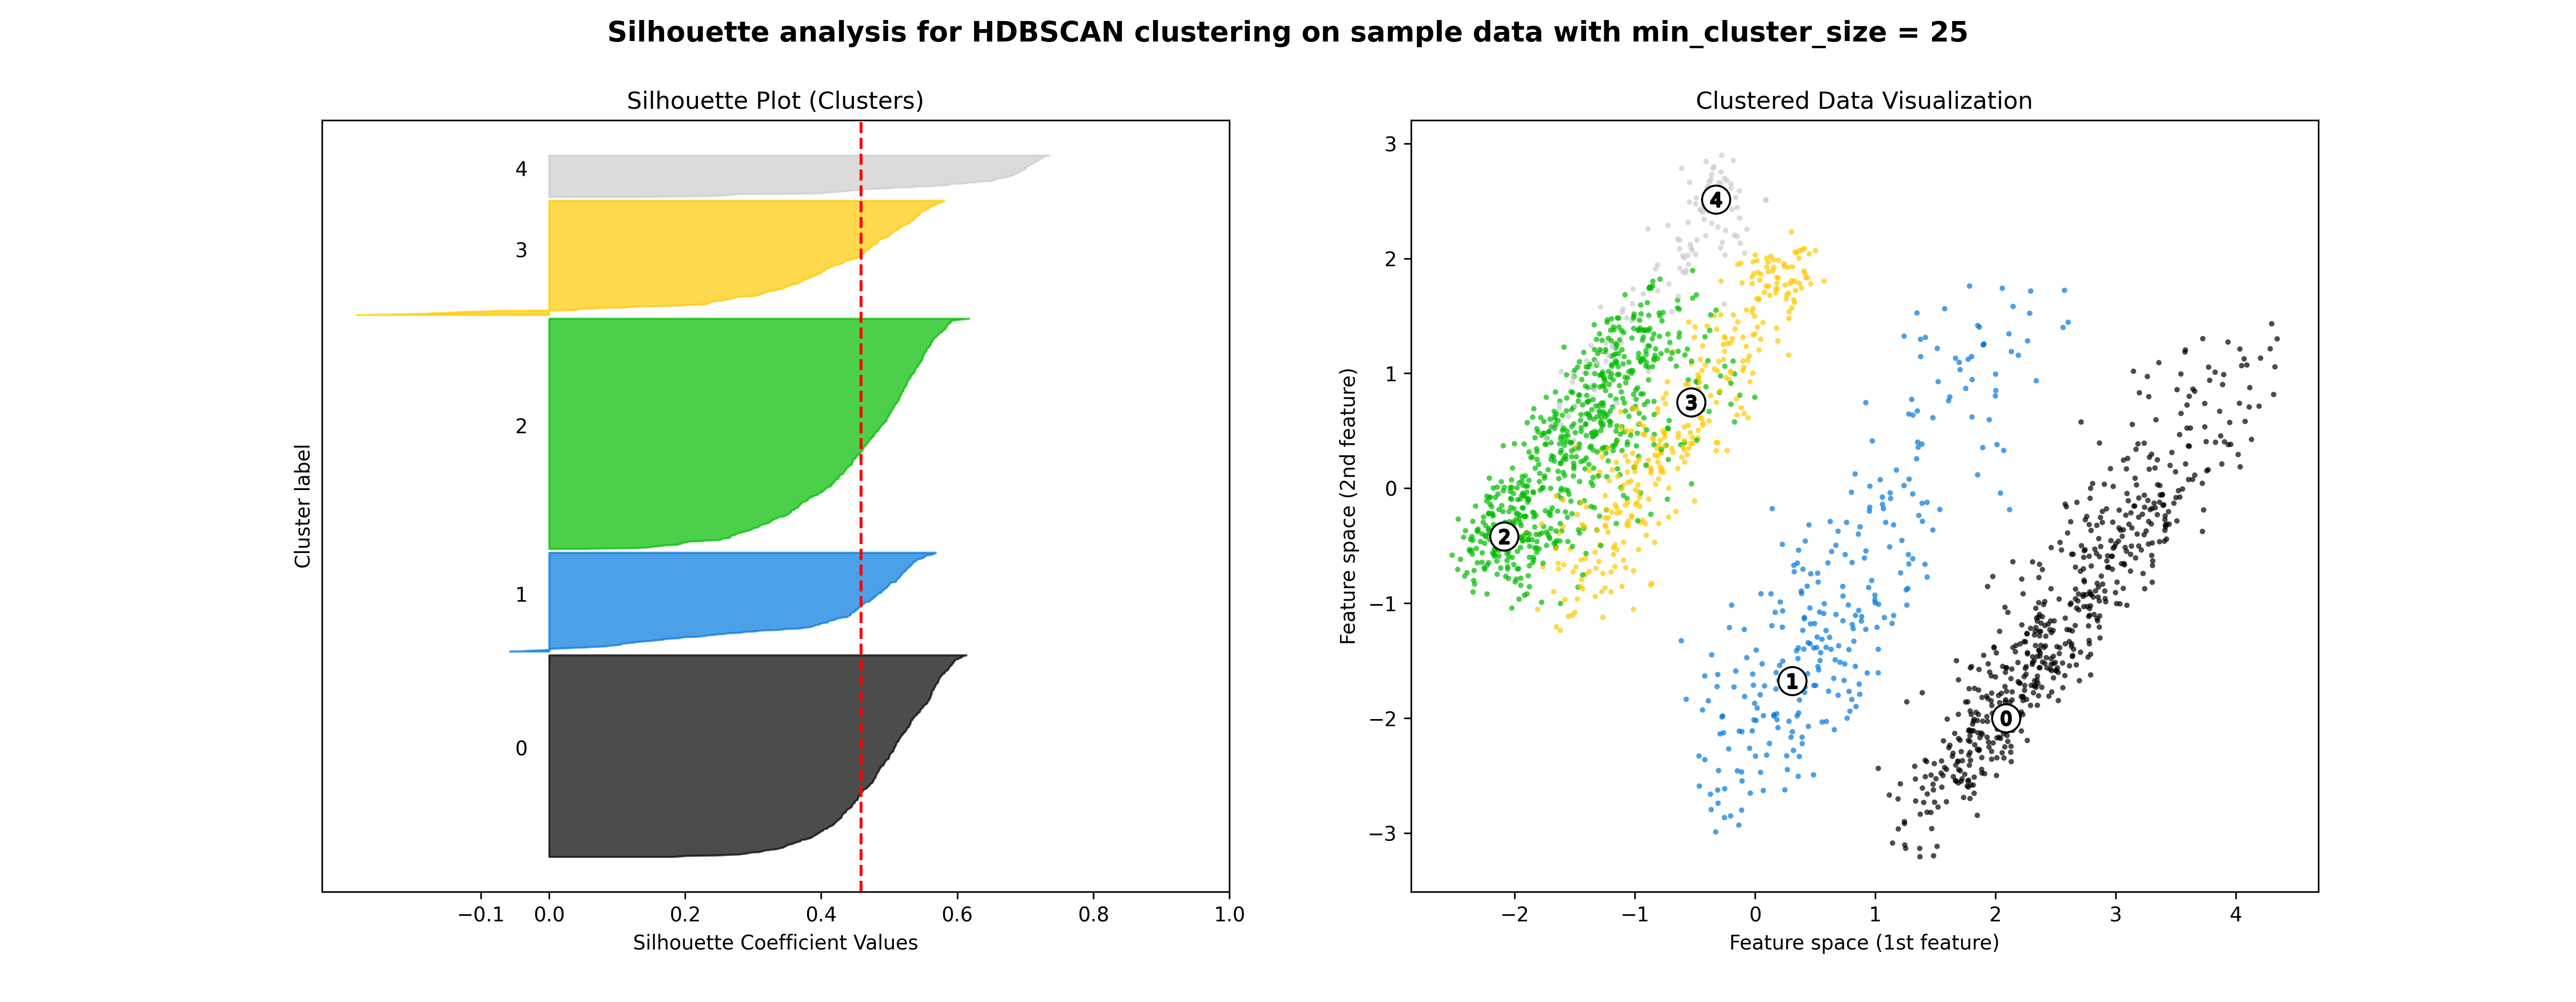 Silhouette analysis for HDBSCAN clustering on sample data with min_cluster_size = 25
Silhouette Plot (Clusters)
Cluster label
4
3
2
1
0
−0.1 0.0 0.2 0.4 0.6 0.8 1.0
Silhouette Coefficient Values
Clustered Data Visualization
Feature space (2nd feature)
3
2
1
0
−1
−2
−3
4
3
2
1
0
−2 −1 0 1 2 3 4
Feature space (1st feature)